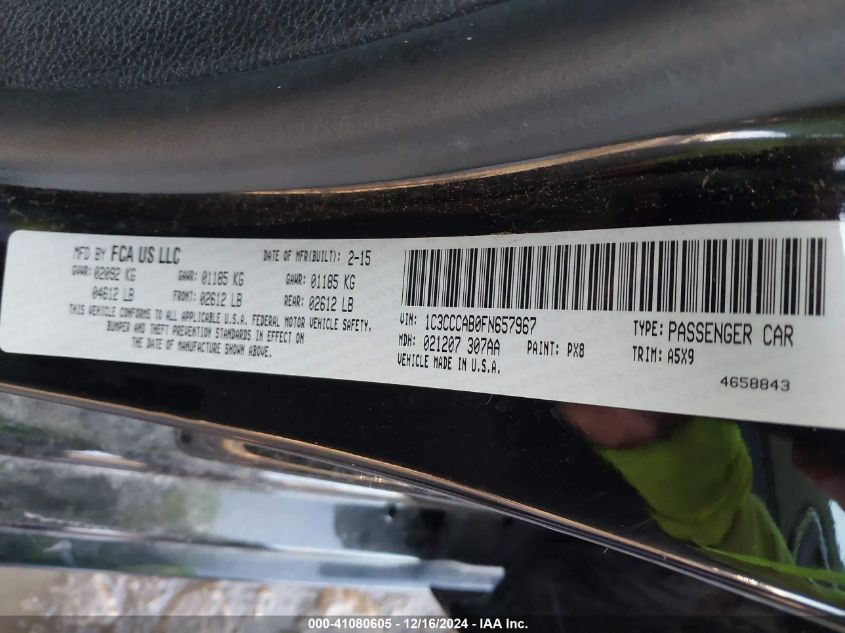 MFD BY FCA US LLC DATE OF MFR(BUILT): 2-15
GVWR: 02092 KG GAWR: 01185 KG GAWR: 01185 KG
04612 LB FRONT: 02612 LB REAR: 02612 LB
THIS VEHICLE CONFORMS TO ALL APPLICABLE U.S.A. FEDERAL MOTOR VEHICLE SAFETY,
BUMPER AND THEFT PREVENTION STANDARDS IN EFFECT ON
THE DATE OF MANUFACTURE SHOWN ABOVE.
VIN: 1C3CCCAB0FN657967 TYPE: PASSENGER CAR
MDH: 021207 307AA PAINT: PX8 TRIM: A5X9
VEHICLE MADE IN U.S.A.
4658843
000-41080605 - 12/16/2024 - IAA Inc.